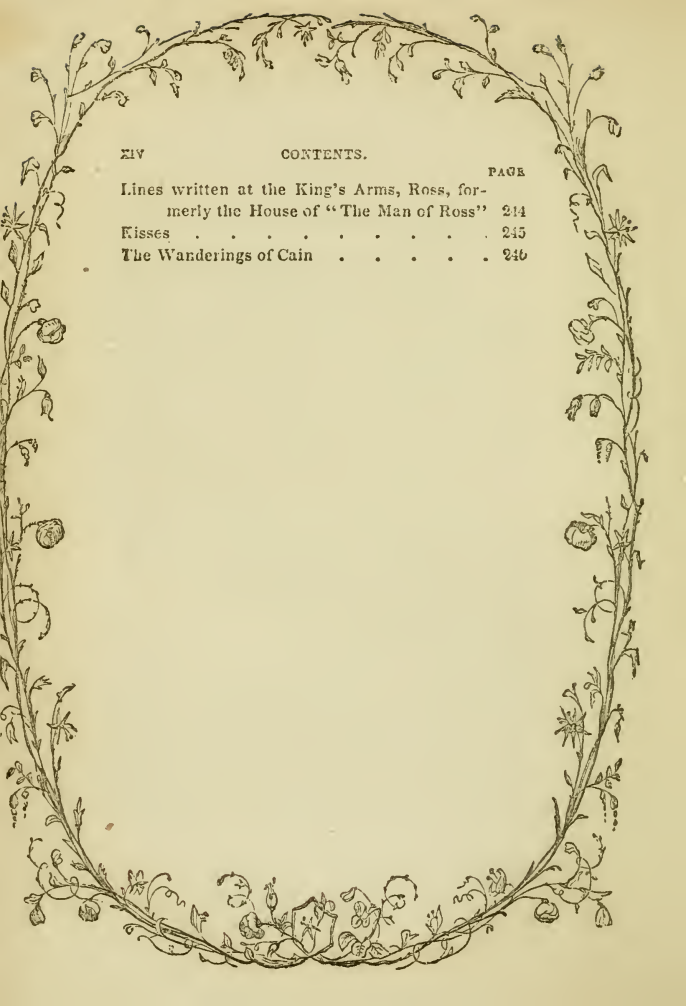 XIV CONTENTS.
PAGE
Lines written at the King's Arms, Ross, for-
merly the House of "The Man of Ross" 244
Kisses . . . . . . . . . . 245
The Wanderings of Cain . . . . . 246